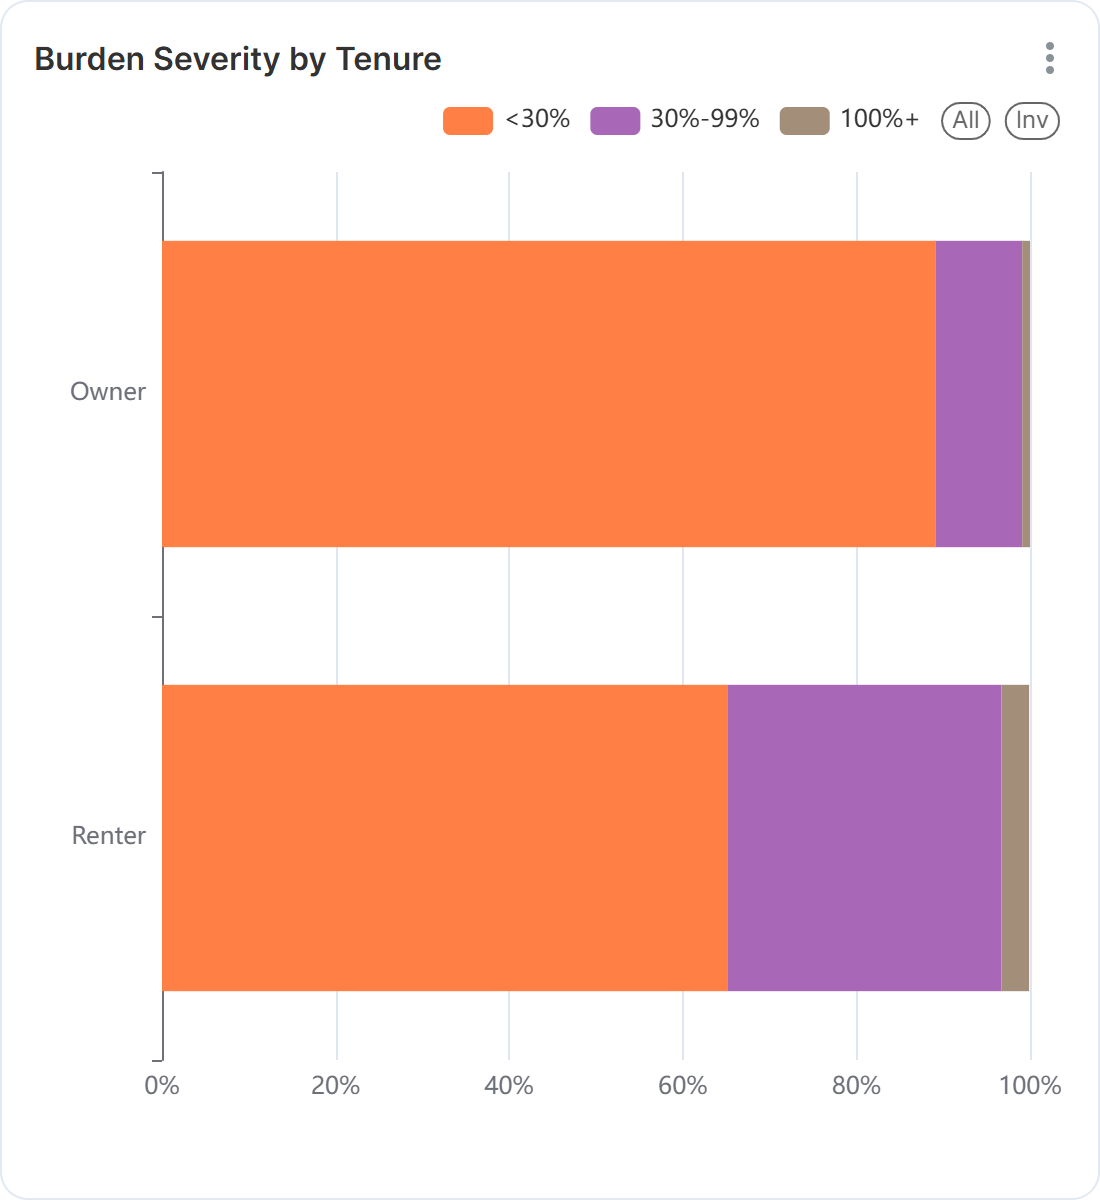 Burden Severity by Tenure
<30% 30%-99% 100%+ All Inv
Owner
Renter
0% 20% 40% 60% 80% 100%